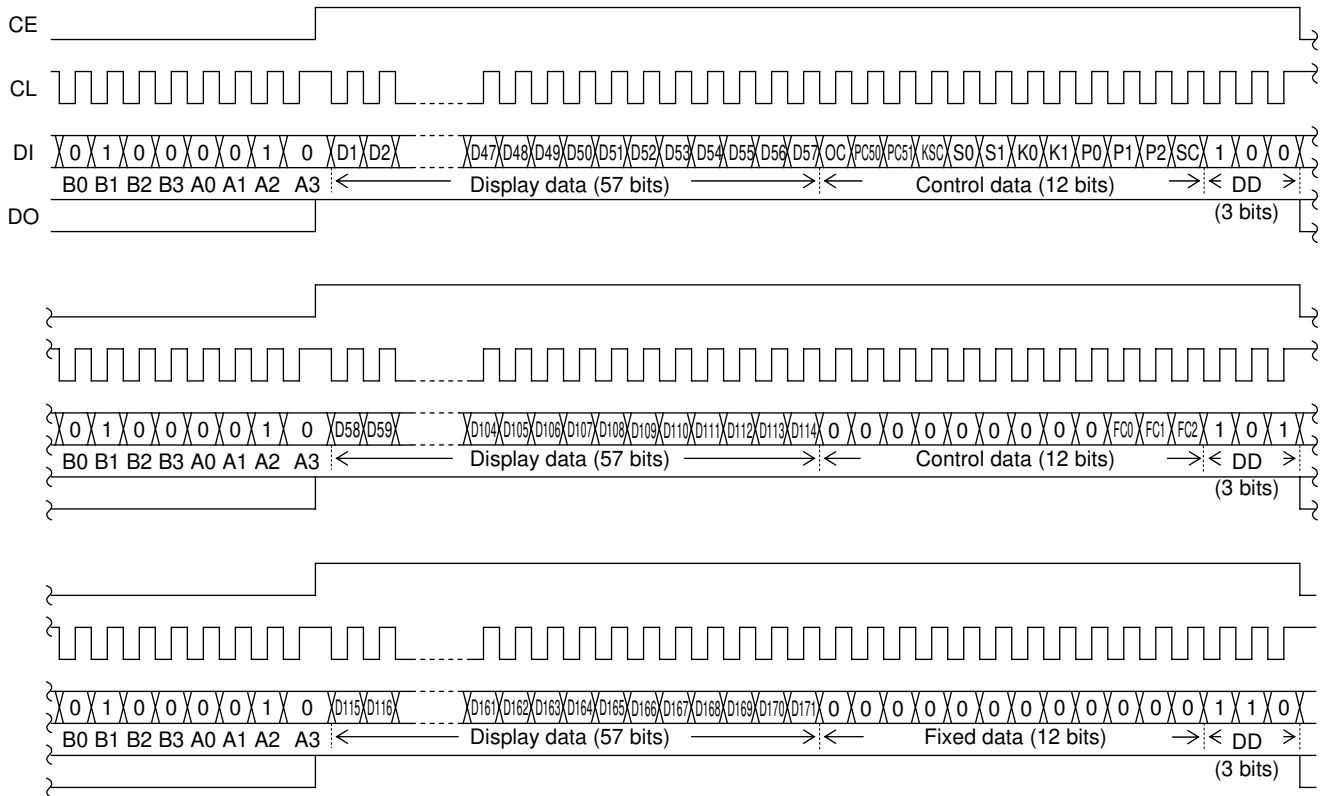 CE
CL
DI 0 1 0 0 0 0 1 0 D1 D2 D47 D48 D49 D50 D51 D52 D53 D54 D55 D56 D57 OC PC50 PC51 KSC S0 S1 K0 K1 P0 P1 P2 SC 1 0 0
B0 B1 B2 B3 A0 A1 A2 A3 Display data (57 bits) Control data (12 bits) DD
(3 bits)
DO
0 1 0 0 0 0 1 0 D58 D59 D104 D105 D106 D107 D108 D109 D110 D111 D112 D113 D114 0 0 0 0 0 0 0 0 0 FC0 FC1 FC2 1 0 1
B0 B1 B2 B3 A0 A1 A2 A3 Display data (57 bits) Control data (12 bits) DD
(3 bits)
0 1 0 0 0 0 1 0 D115 D116 D161 D162 D163 D164 D165 D166 D167 D168 D169 D170 D171 0 0 0 0 0 0 0 0 0 0 0 0 1 1 0
B0 B1 B2 B3 A0 A1 A2 A3 Display data (57 bits) Fixed data (12 bits) DD
(3 bits)